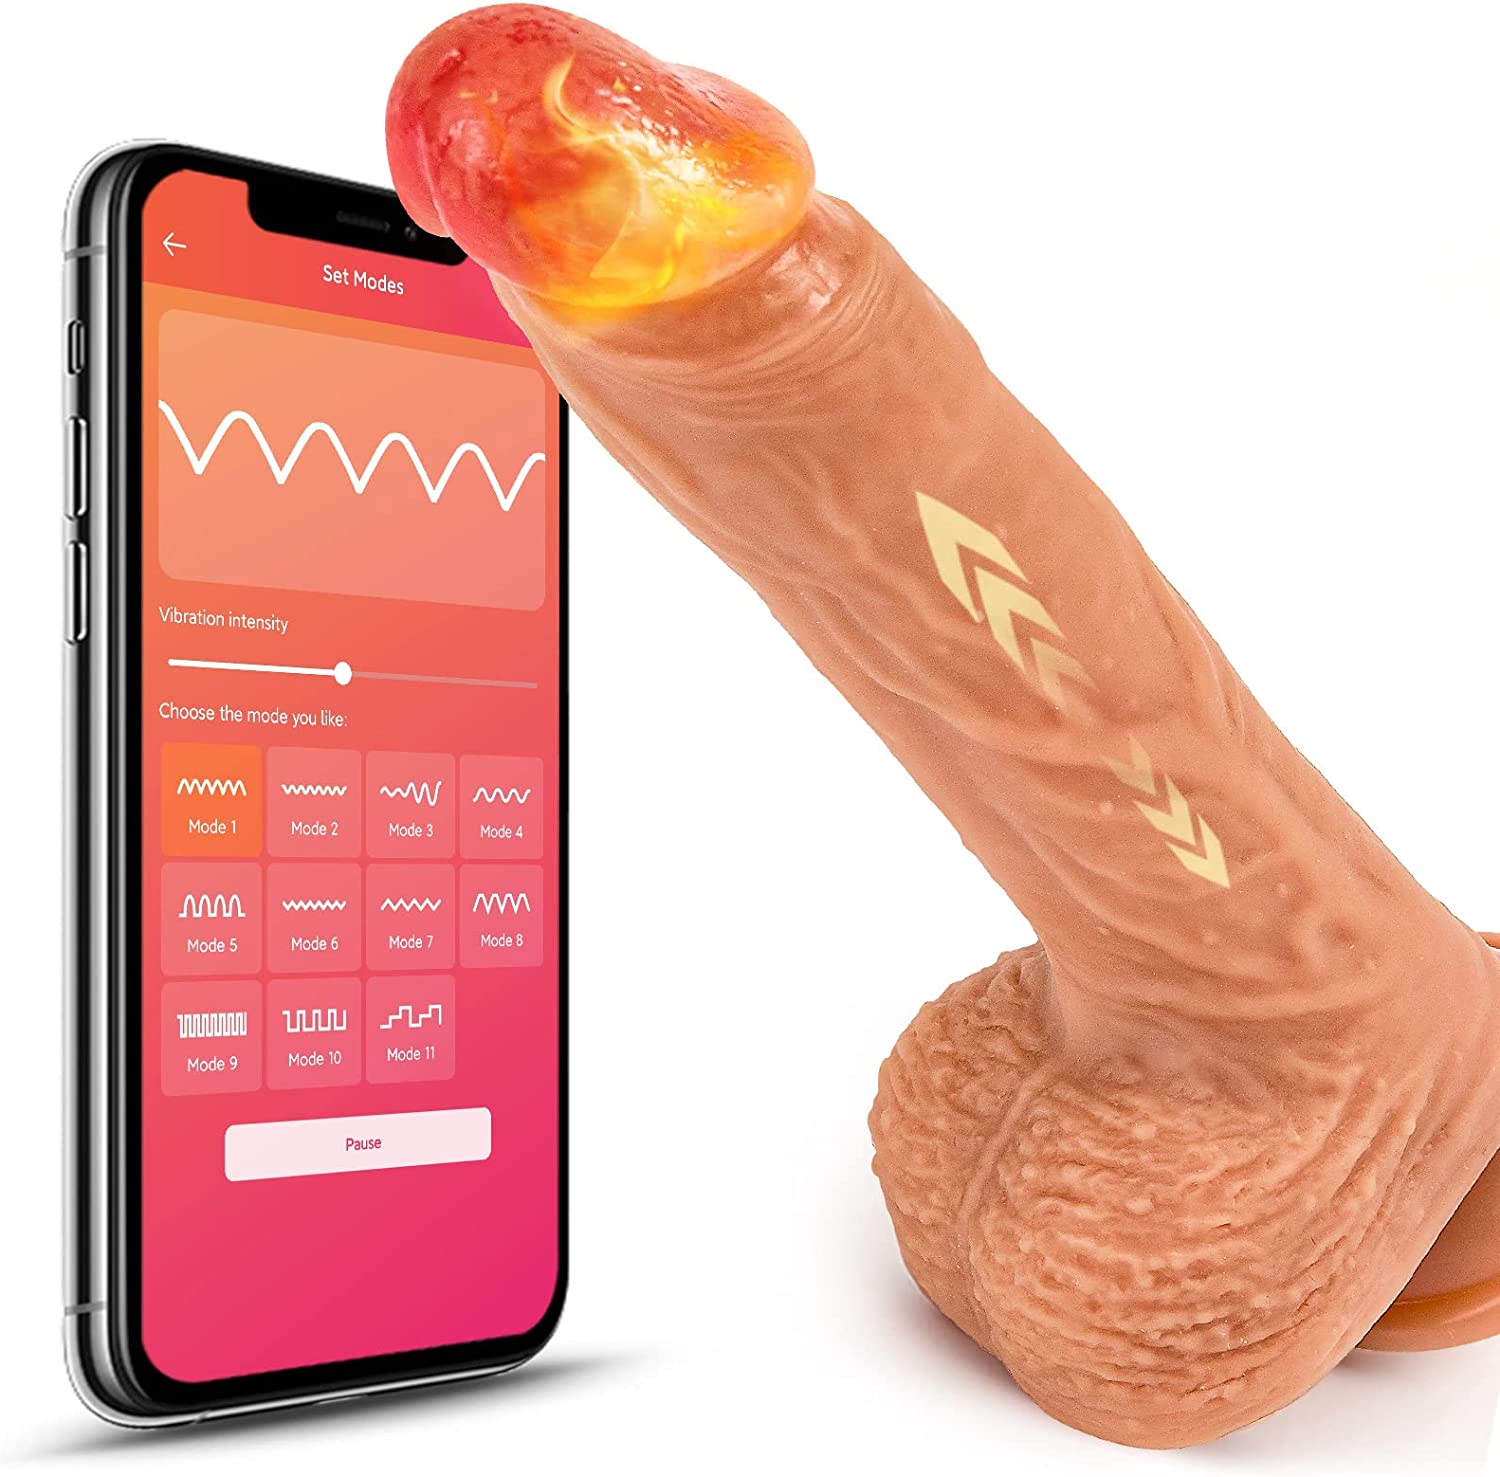 Set Modes
Vibration intensity
Choose the mode you like:
Mode 1
Mode 2
Mode 3
Mode 4
Mode 5
Mode 6
Mode 7
Mode 8
Mode 9
Mode 10
Mode 11
Pause